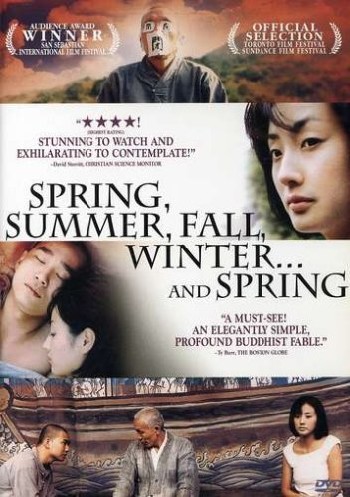 AUDIENCE AWARD
WINNER
SAN SEBASTIAN
INTERNATIONAL FILM FESTIVAL
OFFICIAL
SELECTION
TORONTO FILM FESTIVAL
SUNDANCE FILM FESTIVAL
"★★★★!
(HIGHEST RATING)
STUNNING TO WATCH AND
EXHILARATING TO CONTEMPLATE!"
–David Sterritt, CHRISTIAN SCIENCE MONITOR
SPRING,
SUMMER, FALL,
WINTER...
AND SPRING
"A MUST-SEE!
AN ELEGANTLY SIMPLE,
PROFOUND BUDDHIST FABLE."
–Ty Burr, THE BOSTON GLOBE
DVD